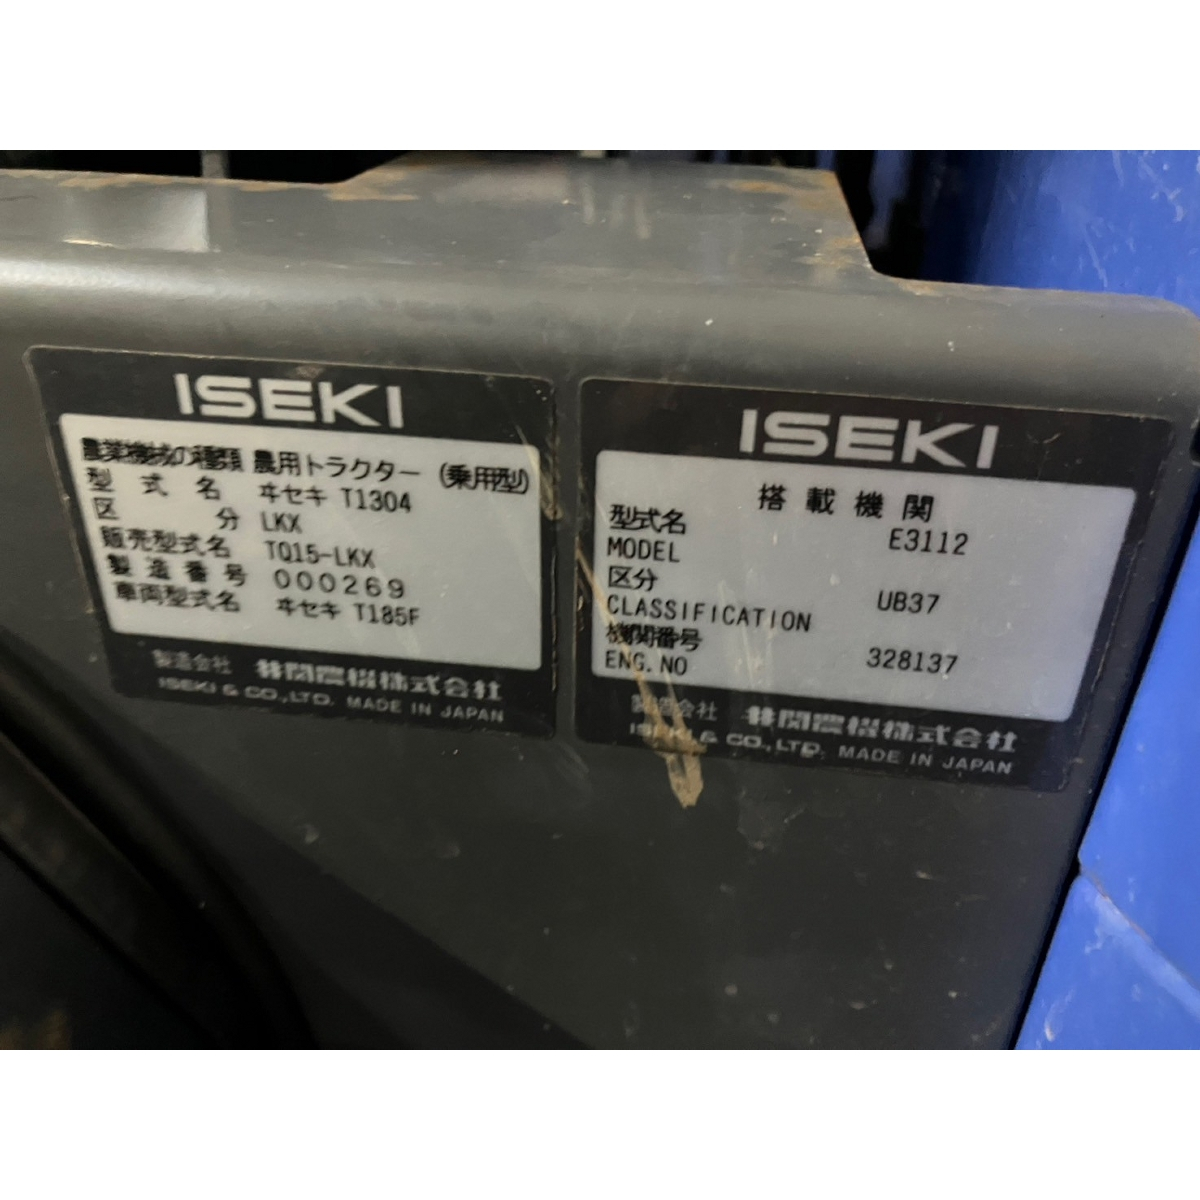 ISEKI
農業機械の種類 農用トラクター (乗用型)
型式名 ヰセキ T1304
区分 LKX
販売型式名 TQ15-LKX
製造番号 000269
車両型式名 ヰセキ T185F
製造会社 井関農機株式会社
ISEKI & CO.,LTD. MADE IN JAPAN
ISEKI
搭載機関
型式名
MODEL E3112
区分
CLASSIFICATION UB37
機関番号
ENG.NO 328137
製造会社 井関農機株式会社
ISEKI & CO.,LTD. MADE IN JAPAN